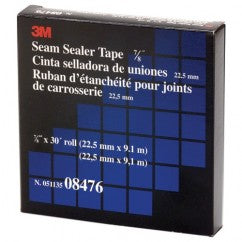 3M
Seam Sealer Tape 7/8"
Cinta selladora de uniones 22,5 mm
Ruban d'étanchéité pour joints
de carrosserie 22,5 mm
7/8" x 30' roll (22.5 mm x 9.1 m)
(22,5 mm x 9,1 m)
N. 051135 08476